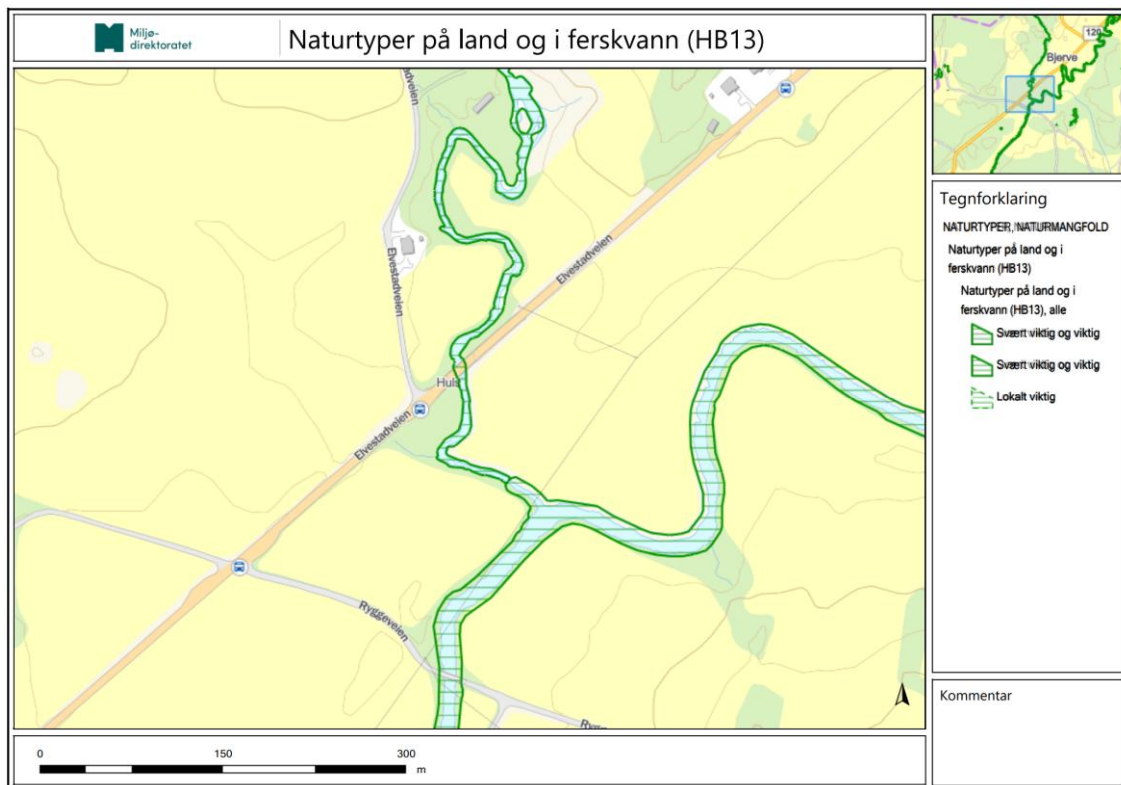 Miljø-
direktoratet
Naturtyper på land og i ferskvann (HB13)
120
Bjerve
Elvestadveien
Elvestadveien
Elvestadveien
Huls
Elvestadveien
Ryggeveien
Rygg
Tegnforklaring
NATURTYPER, NATURMANGFOLD
Naturtyper på land og i
ferskvann (HB13)
Naturtyper på land og i
ferskvann (HB13), alle
Svært viktig og viktig
Svært viktig og viktig
Lokalt viktig
Kommentar
0 150 300
m